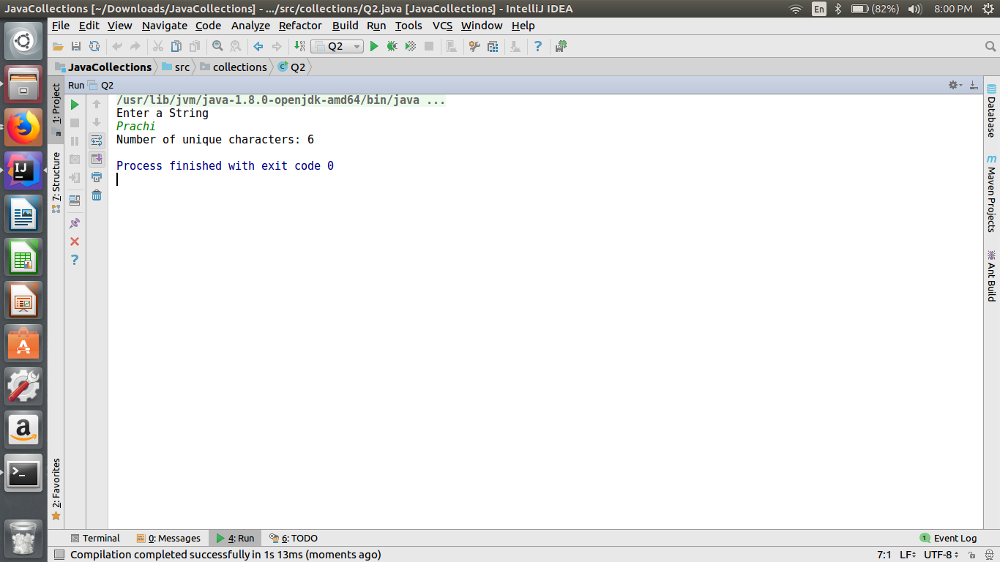 JavaCollections [~/Downloads/JavaCollections] - .../src/collections/Q2.java [JavaCollections] - IntelliJ IDEA
En
(82%)
8:00 PM
File Edit View Navigate Code Analyze Refactor Build Run Tools VCS Window Help
Q2
JavaCollections src collections Q2
Run Q2
1: Project
7: Structure
2: Favorites
/usr/lib/jvm/java-1.8.0-openjdk-amd64/bin/java ...
Enter a String
Prachi
Number of unique characters: 6
Process finished with exit code 0
Database
Maven Projects
Ant Build
Terminal 0: Messages 4: Run 6: TODO
1 Event Log
Compilation completed successfully in 1s 13ms (moments ago)
7:1 LF UTF-8